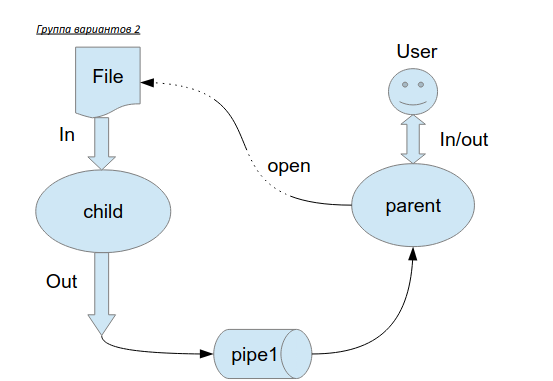 Группа вариантов 2
User
File
In
In/out
open
child
parent
Out
pipe1